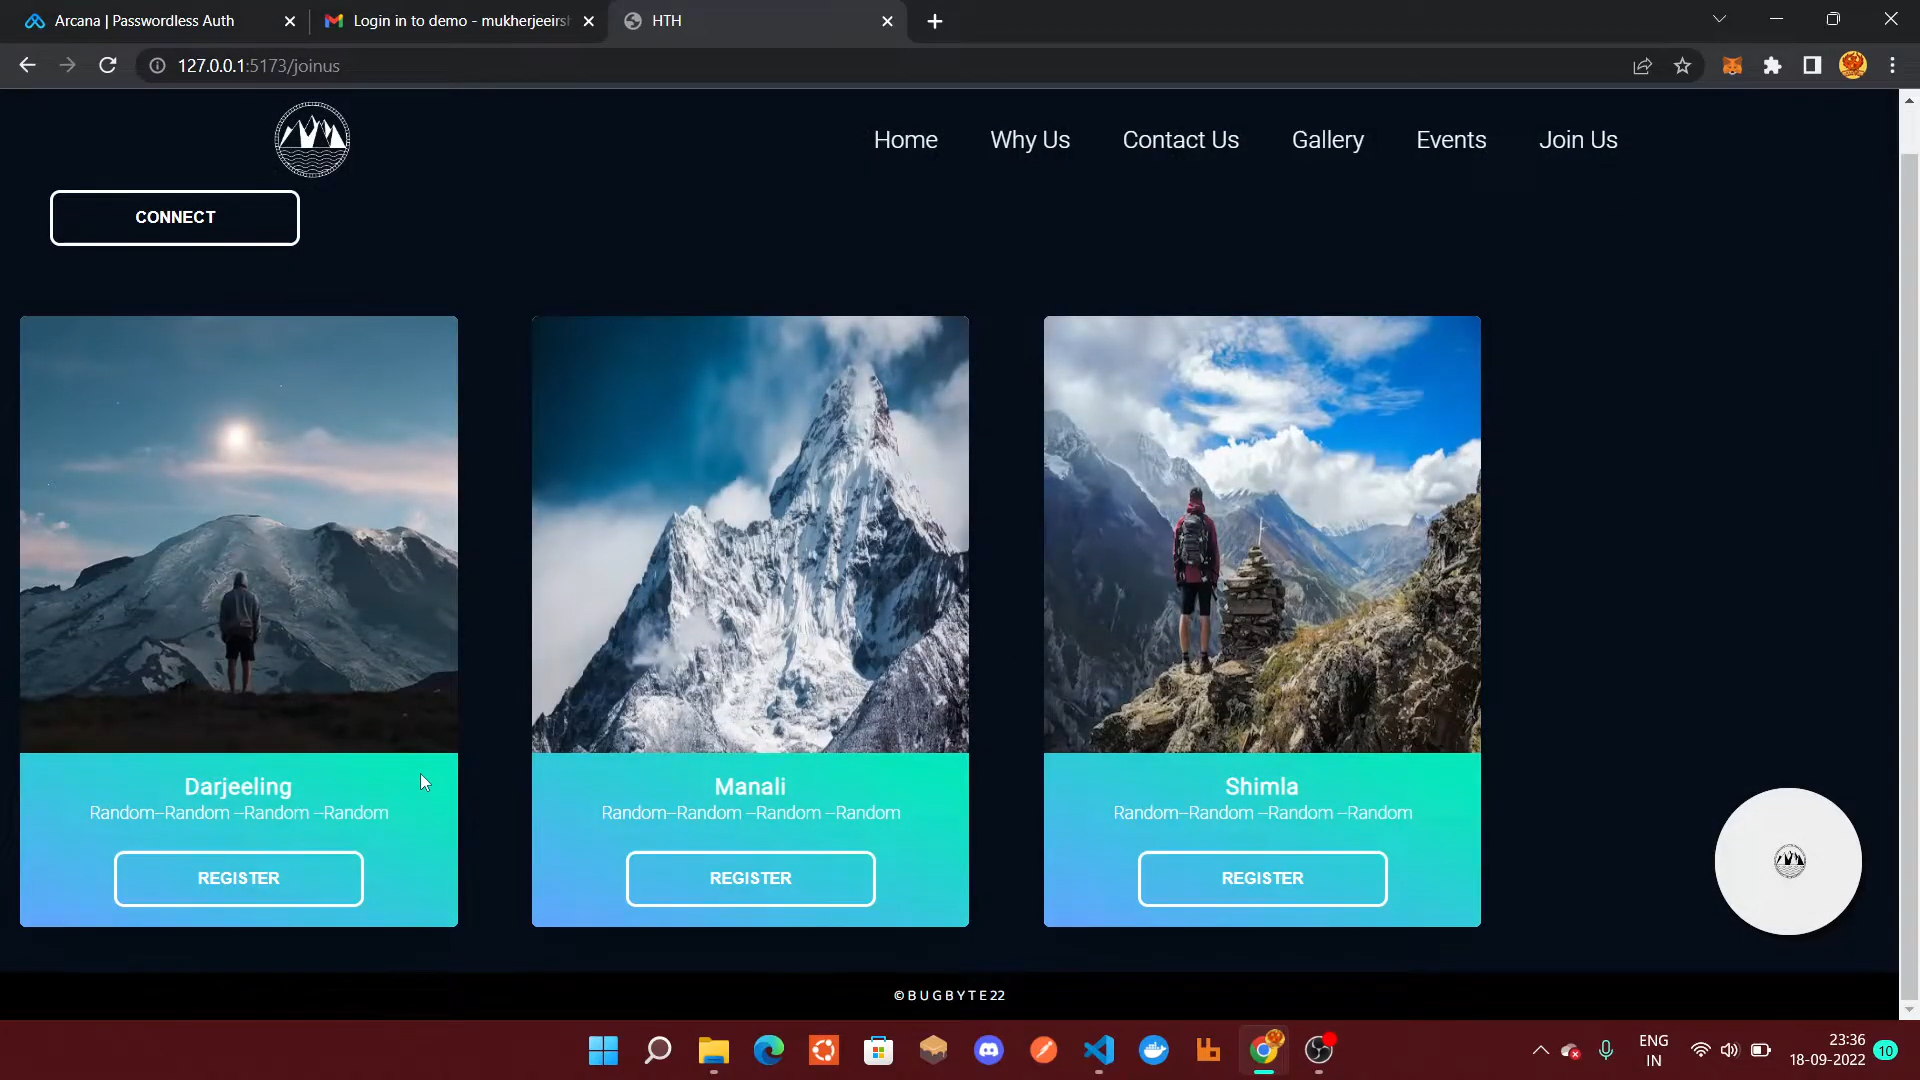 Arcana | Passwordless Auth
Login in to demo - mukherjeeirsh
HTH
127.0.0.1:5173/joinus
Home
Why Us
Contact Us
Gallery
Events
Join Us
CONNECT
Darjeeling
Random--Random --Random --Random
REGISTER
Manali
Random--Random --Random --Random
REGISTER
Shimla
Random--Random --Random --Random
REGISTER
©BUGBYTE22
ENG
IN
23:36
18-09-2022
10